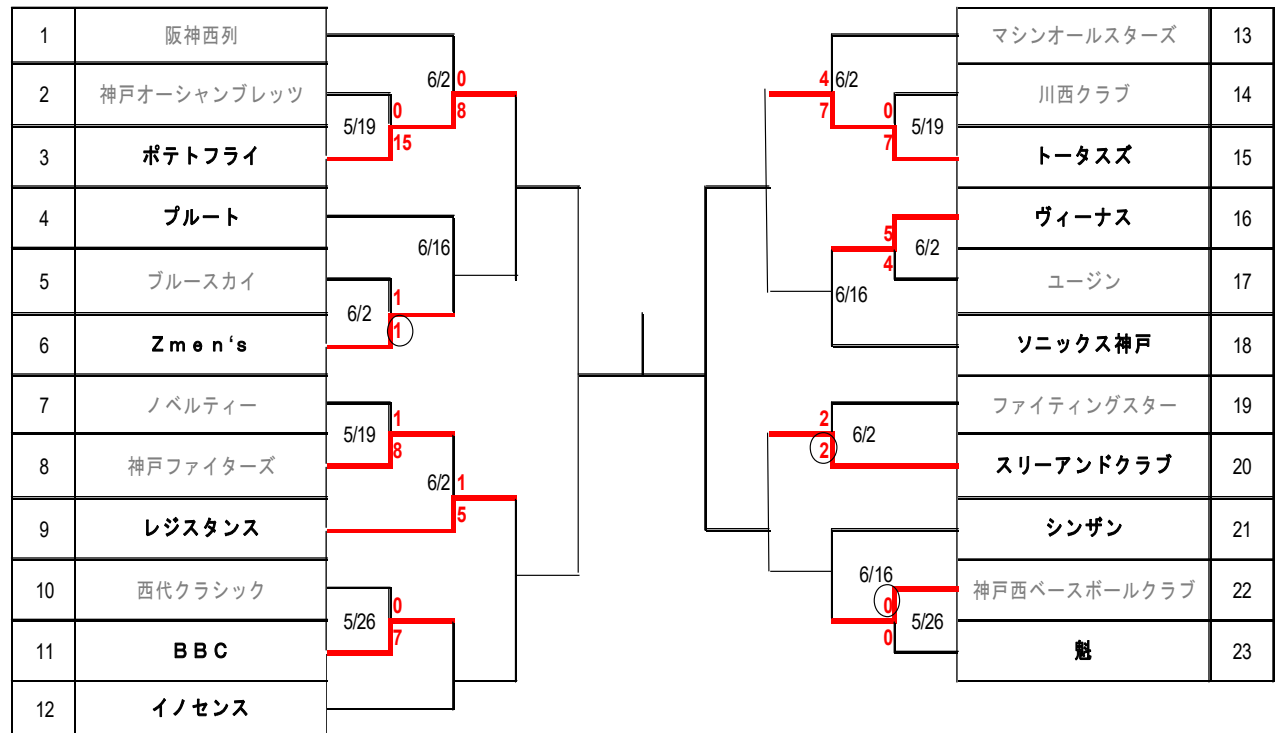 1 阪神西列
2 神戸オーシャンブレッツ
3 ポテトフライ
4 プルート
5 ブルースカイ
6 Zmen‘s
7 ノベルティー
8 神戸ファイターズ
9 レジスタンス
10 西代クラシック
11 BBC
12 イノセンス
6/2 0
8
0
5/19
15
6/16
1
6/2
1
1
5/19
8
6/2 1
5
0
5/26
7
4 6/2
7
0
5/19
7
5
6/2
4
6/16
2
6/2
2
6/16
0
5/26
0
マシンオールスターズ 13
川西クラブ 14
トータスズ 15
ヴィーナス 16
ユージン 17
ソニックス神戸 18
ファイティングスター 19
スリーアンドクラブ 20
シンザン 21
神戸西ベースボールクラブ 22
魁 23